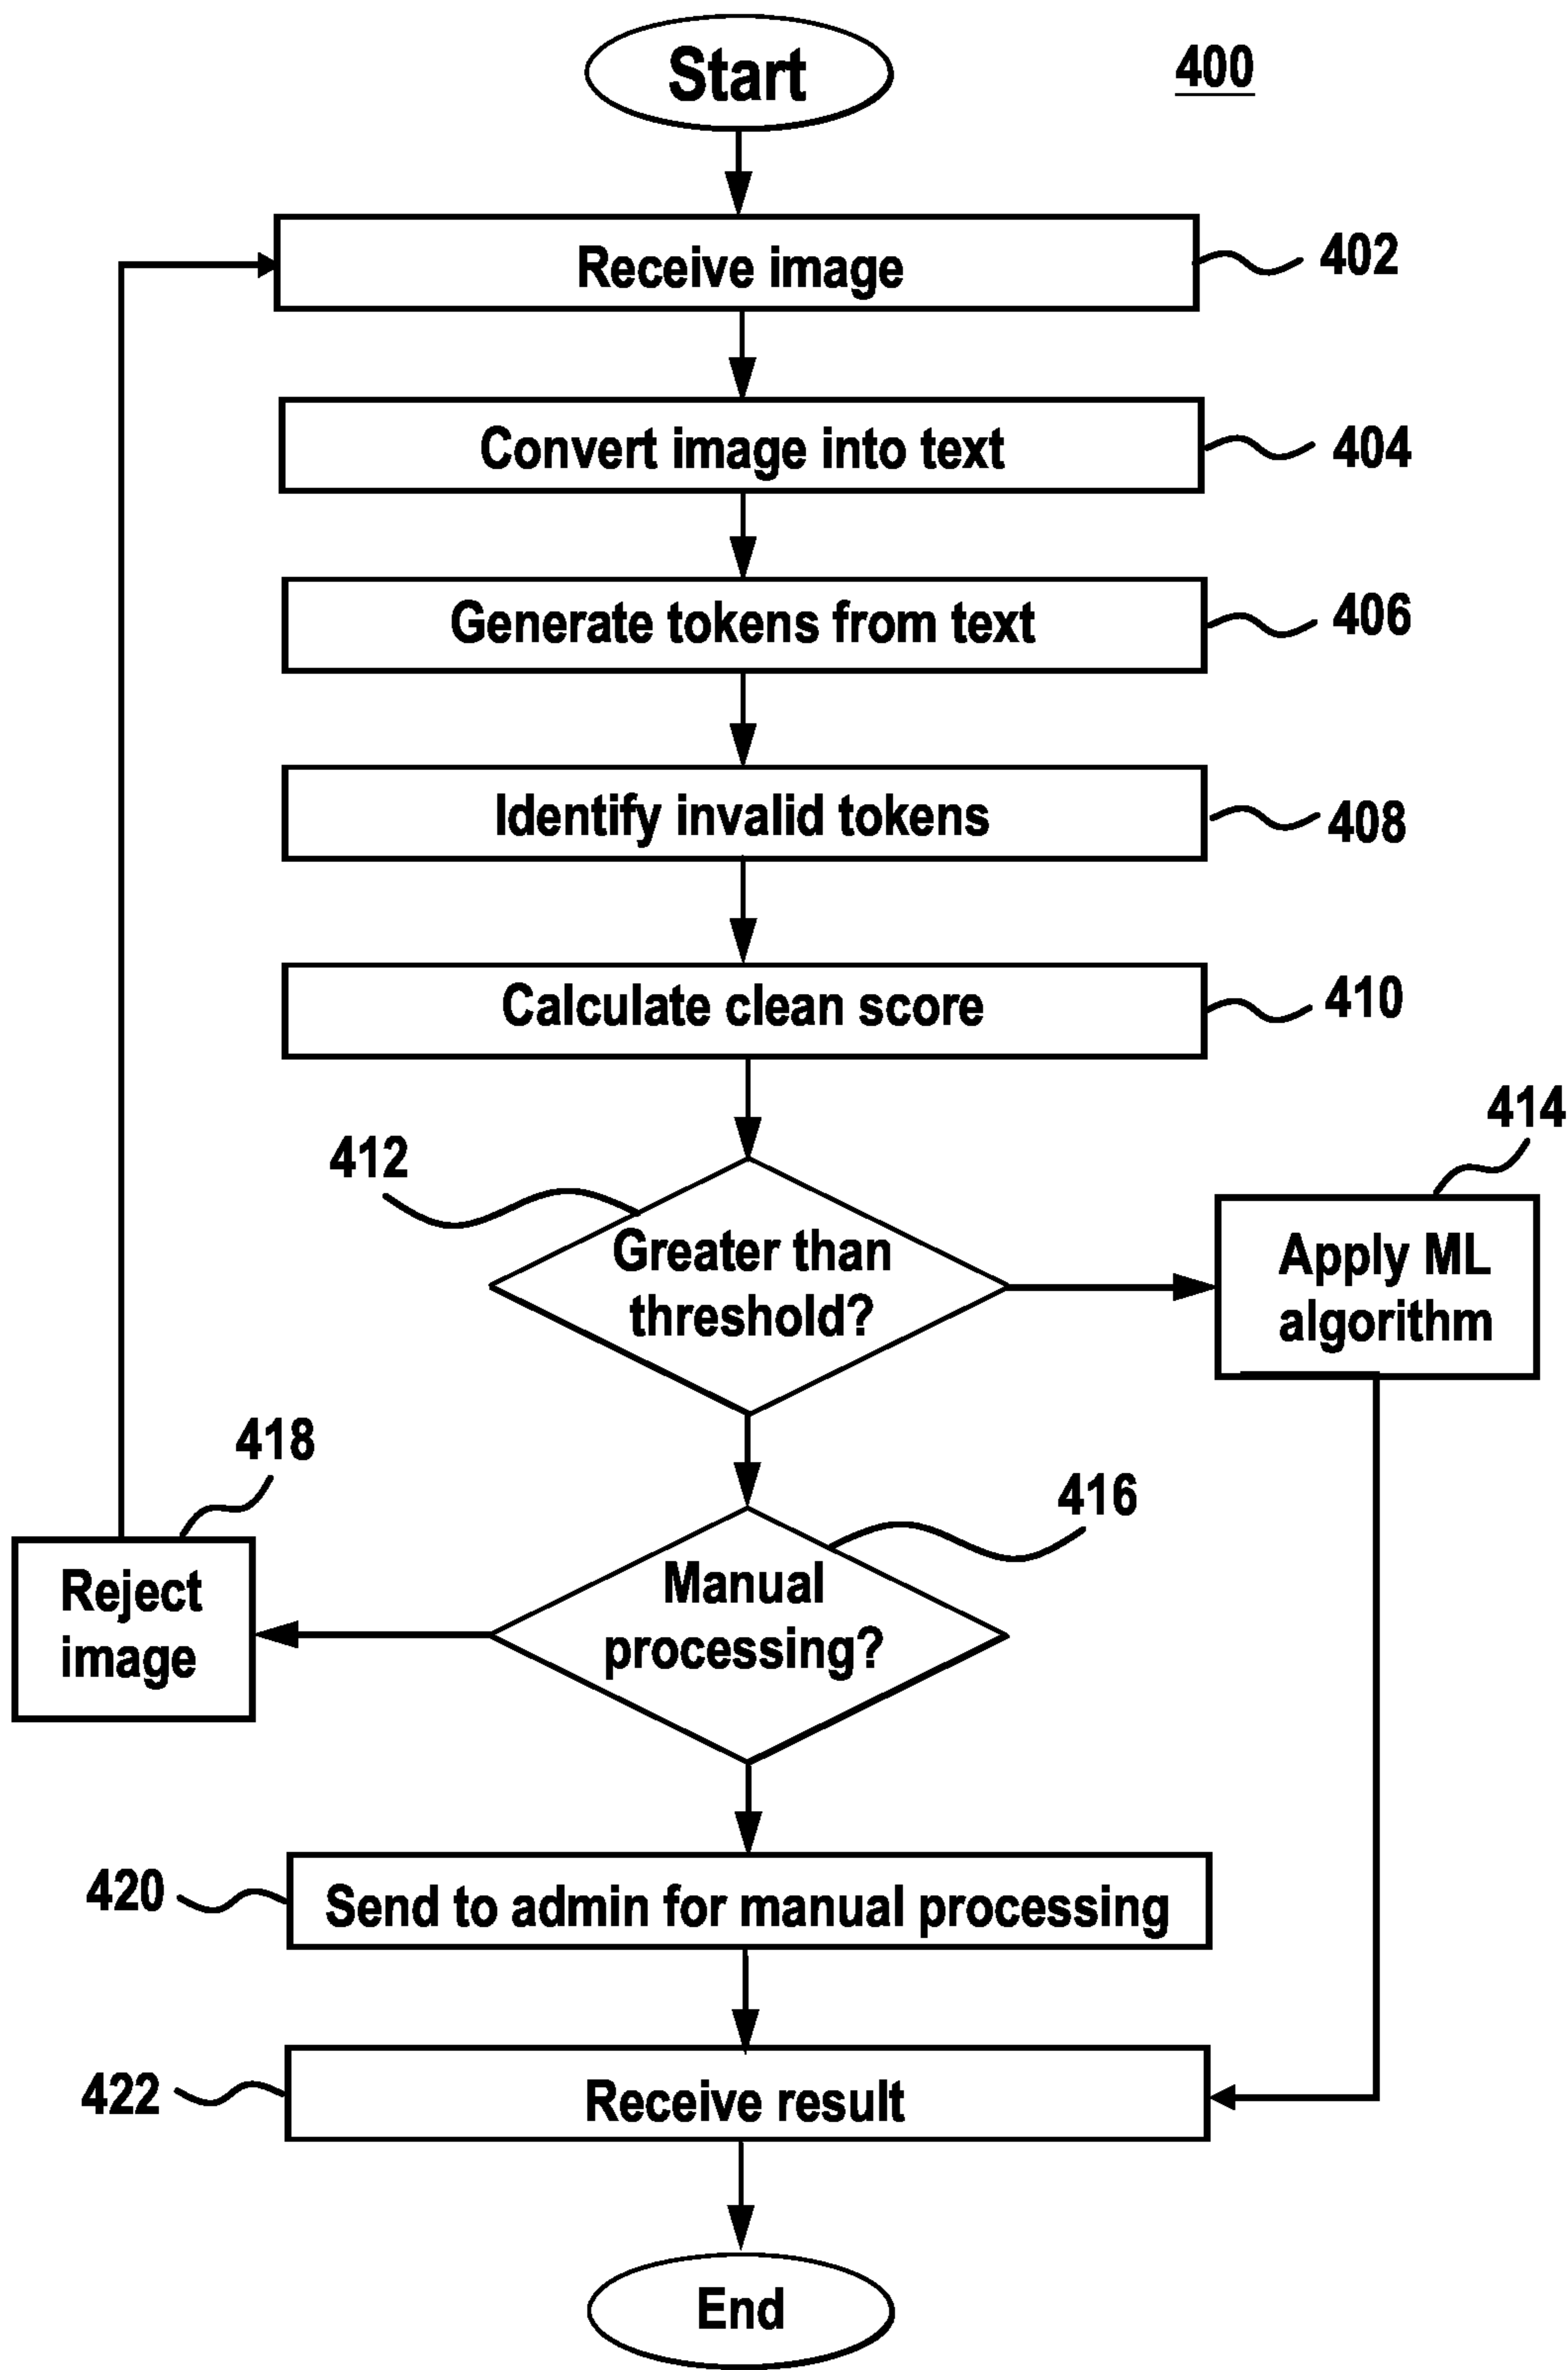 Start
400
Receive image
402
Convert image into text
404
Generate tokens from text
406
Identify invalid tokens
408
Calculate clean score
410
412
Greater than
threshold?
414
Apply ML
algorithm
416
Manual
processing?
418
Reject
image
420
Send to admin for manual processing
422
Receive result
End